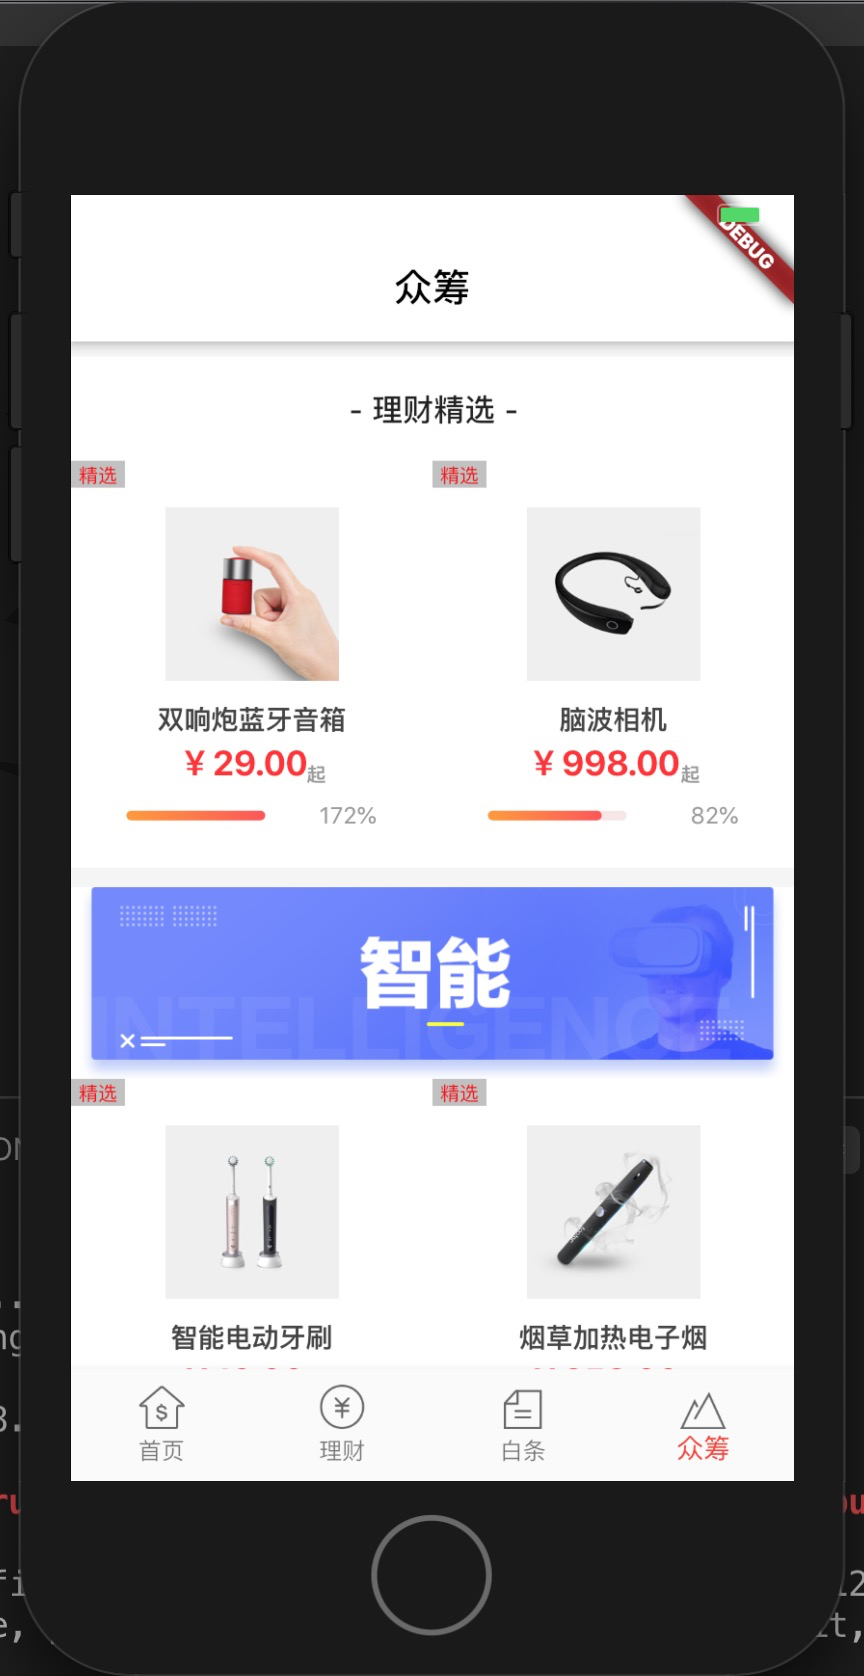 DEBUG
众筹
- 理财精选 -
精选 精选
双响炮蓝牙音箱 脑波相机
¥ 29.00起 ¥ 998.00起
172% 82%
智能
INTELLIGENCE
精选 精选
智能电动牙刷 烟草加热电子烟
首页 理财 白条 众筹